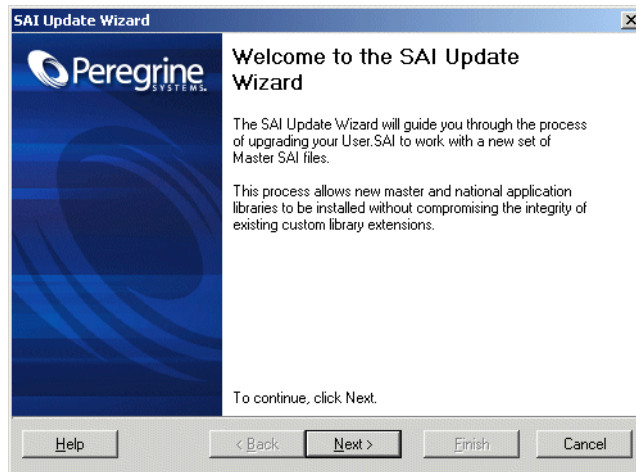 SAI Update Wizard
Peregrine
SYSTEMS.
Welcome to the SAI Update
Wizard
The SAI Update Wizard will guide you through the process
of upgrading your User.SAI to work with a new set of
Master SAI files.
This process allows new master and national application
libraries to be installed without compromising the integrity of
existing custom library extensions.
To continue, click Next.
Help
< Back
Next >
Finish
Cancel